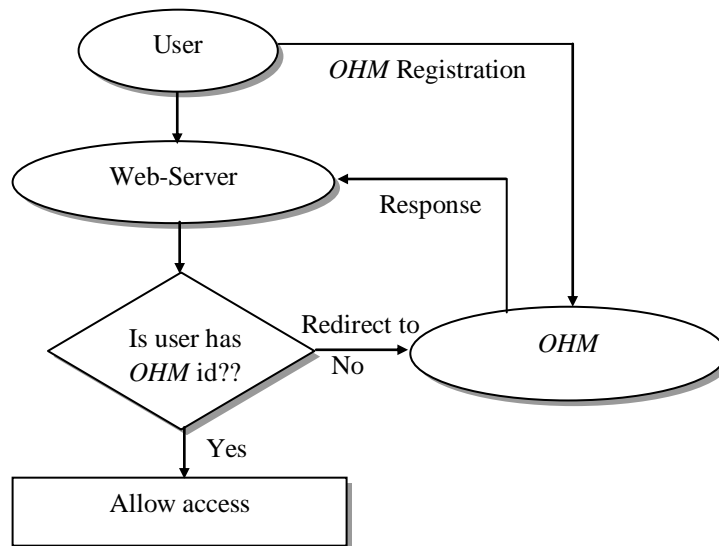 User
OHM Registration
Web-Server
Response
Is user has
OHM id??
Redirect to
No
OHM
Yes
Allow access